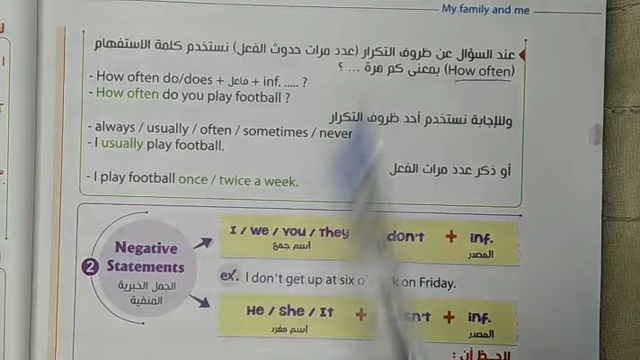 My family and me
عند السؤال عن ظروف التكرار (عدد مرات حدوث الفعل) نستخدم كلمة الاستفهام
(How often) بمعنى كم مرة ... ؟
- How often do/does + فاعل + inf. ..... ?
- How often do you play football ?
وللإجابة نستخدم أحد ظروف التكرار
- always / usually / often / sometimes / never
- I usually play football.
أو ذكر عدد مرات الفعل
- I play football once / twice a week.
2 Negative Statements
الجمل الخبرية المنفية
I / we / you / They don't + inf.
اسم جمع المصدر
ex. I don't get up at six on Friday.
He / She / It + inf.
اسم مفرد المصدر
لاحظ أن :